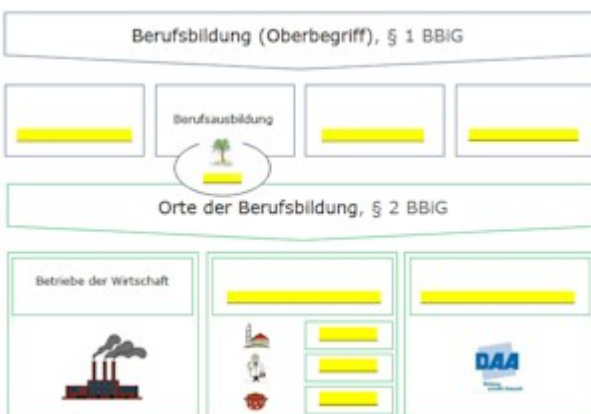 Berufsbildung (Oberbegriff), § 1 BBiG
Berufsausbildung
Orte der Berufsbildung, § 2 BBiG
Betriebe der Wirtschaft
DAA